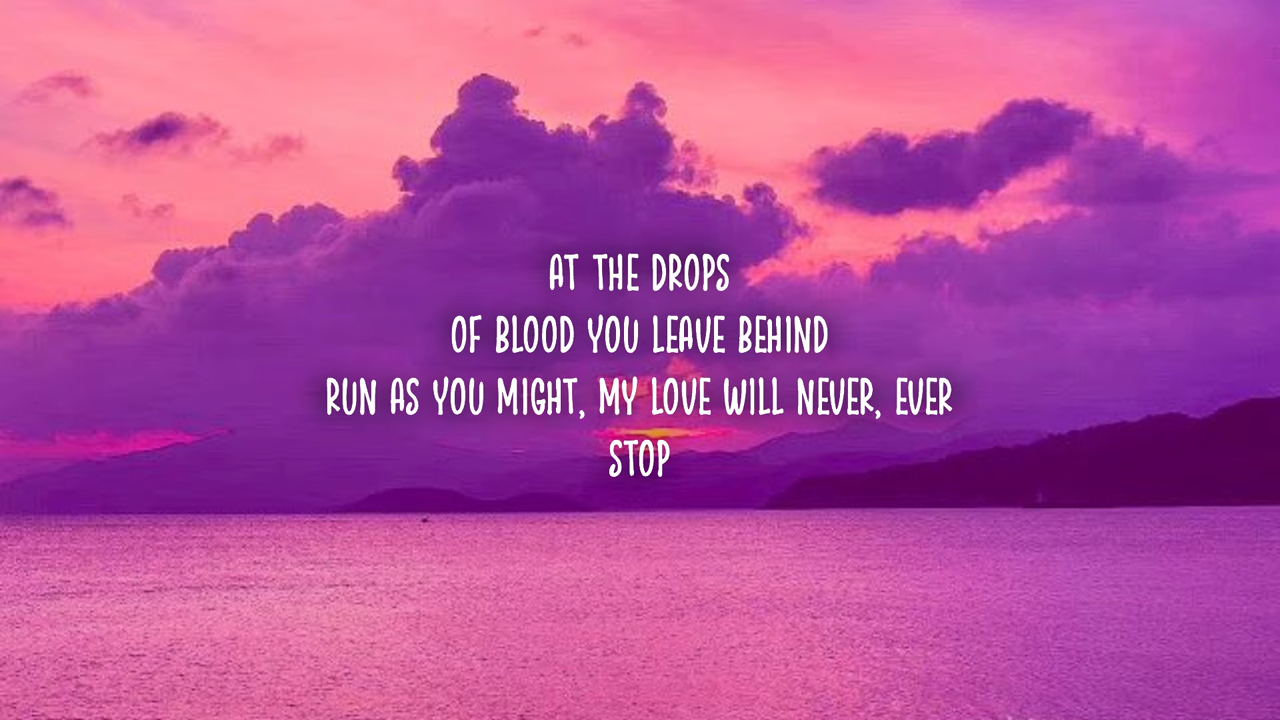 AT THE DROPS
OF BLOOD YOU LEAVE BEHIND
RUN AS YOU MIGHT, MY LOVE WILL NEVER, EVER
STOP